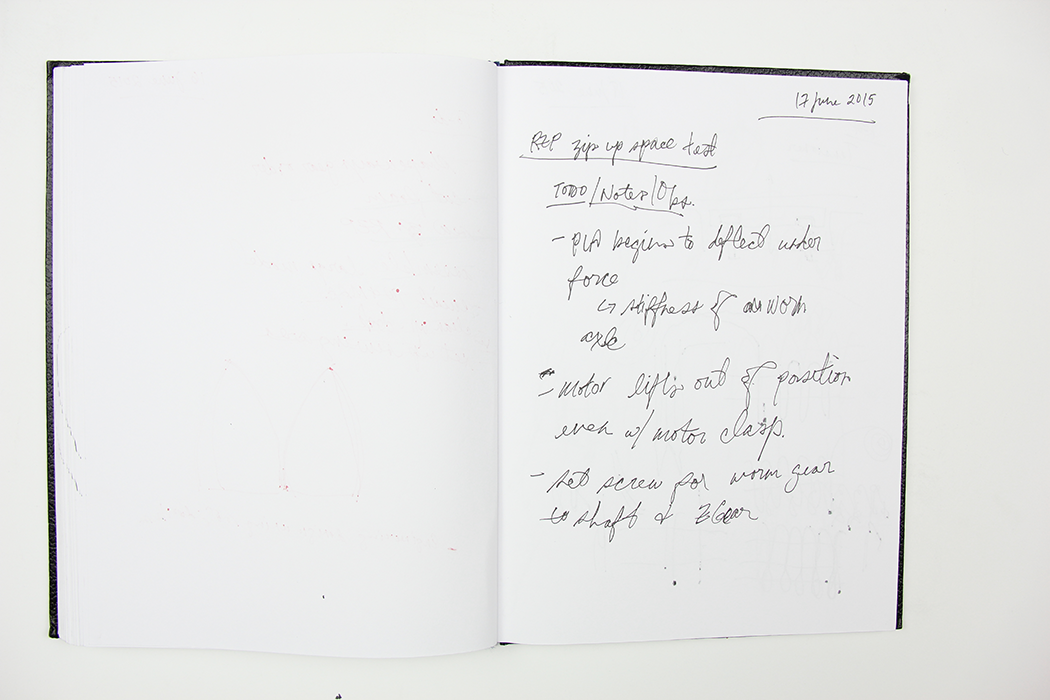 17 June 2015
zip up space test
TODO/Notes/Obs.
- PLA begins to deflect under
force
↳ stiffness of worm
axle
- motor lifts out of position
even w/ motor clasp.
- set screw for worm gear
to shaft & Gear